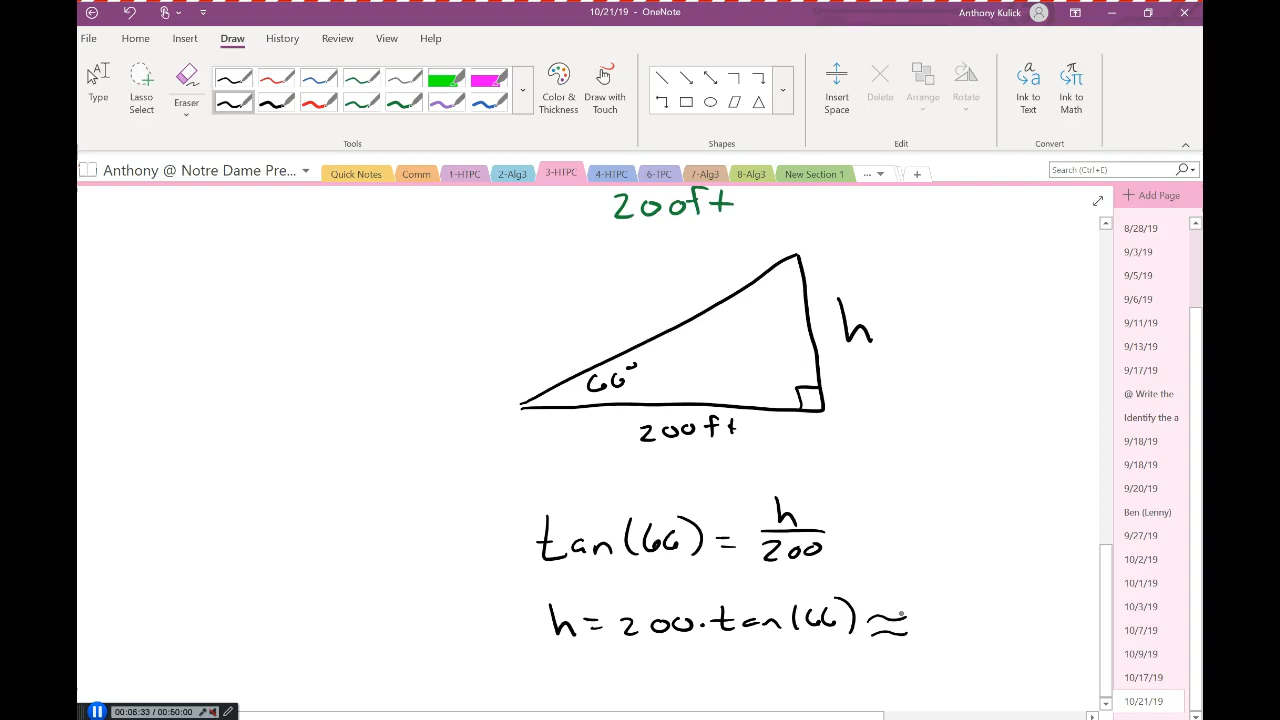 10/21/19 - OneNote
Anthony Kulick
File Home Insert Draw History Review View Help
Type
Lasso Select
Eraser
Color & Thickness
Draw with Touch
Insert Space
Delete
Arrange
Rotate
Ink to Text
Ink to Math
Tools
Shapes
Edit
Convert
Anthony @ Notre Dame Pre...
Quick Notes
Comm
1-HTPC
2-Alg3
3-HTPC
4-HTPC
6-TPC
7-Alg3
8-Alg3
New Section 1
...
+
Search (Ctrl+E)
+ Add Page
8/28/19
9/3/19
9/5/19
9/6/19
9/11/19
9/13/19
9/17/19
@ Write the
Identify the a
9/18/19
9/18/19
9/20/19
Ben (Lenny)
9/27/19
10/2/19
10/1/19
10/3/19
10/7/19
10/9/19
10/17/19
10/21/19
200ft
h
66°
200ft
tan(66) = h/200
h = 200·tan(66) ≈
00:06:33 / 00:50:00